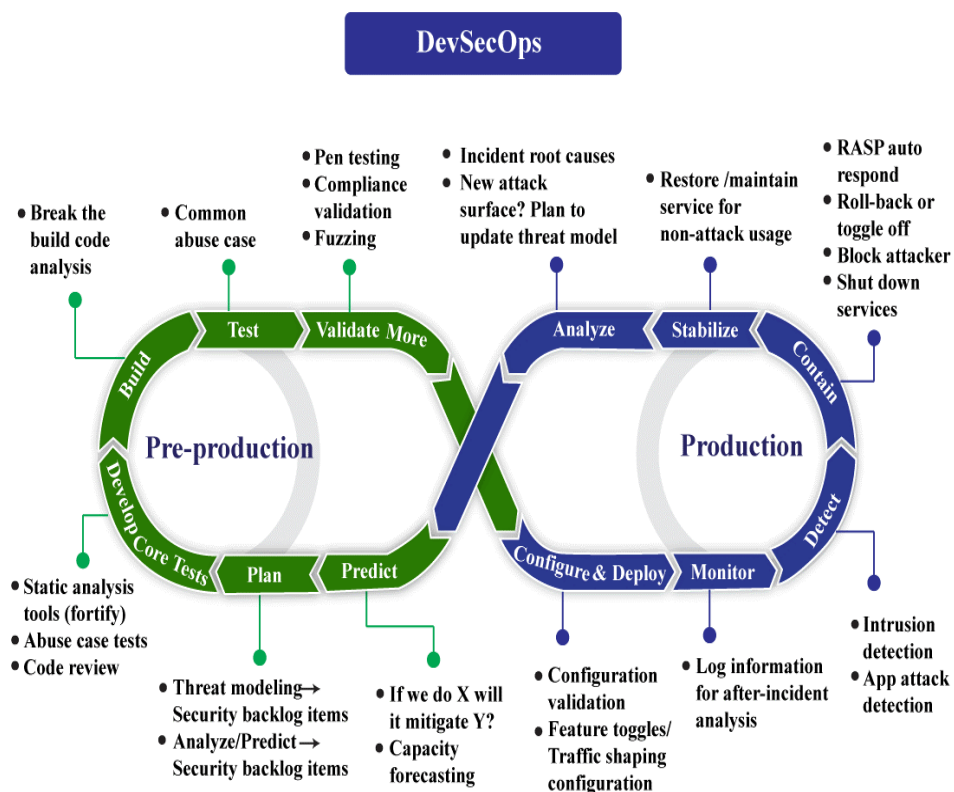 DevSecOps
• Break the
build code
analysis
• Common
abuse case
• Pen testing
• Compliance
validation
• Fuzzing
• Incident root causes
• New attack
surface? Plan to
update threat model
• Restore /maintain
service for
non-attack usage
• RASP auto
respond
• Roll-back or
toggle off
• Block attacker
• Shut down
services
Build
Test
Validate More
Analyze
Stabilize
Contain
Pre-production
Production
Develop
Core Tests
Plan
Predict
Configure & Deploy
Monitor
Detect
• Static analysis
tools (fortify)
• Abuse case tests
• Code review
• Threat modeling→
Security backlog items
• Analyze/Predict→
Security backlog items
• If we do X will
it mitigate Y?
• Capacity
forecasting
• Configuration
validation
• Feature toggles/
Traffic shaping
configuration
• Log information
for after-incident
analysis
• Intrusion
detection
• App attack
detection